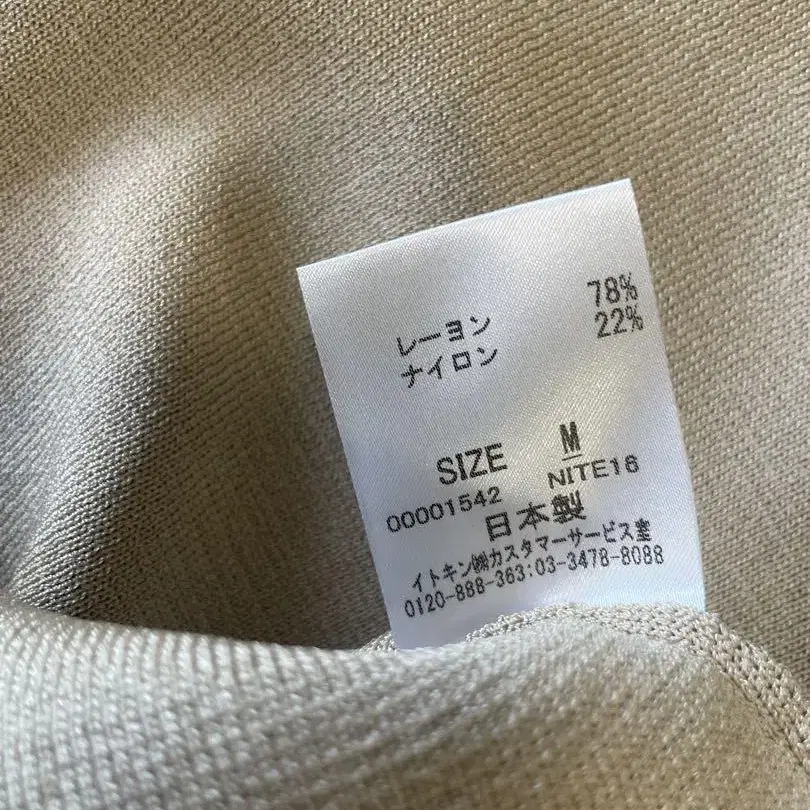 レーヨン 78%
ナイロン 22%
SIZE M
00001542 NITE16
日本製
イトキン㈱カスタマーサービス室
0120-888-363:03-3478-8088